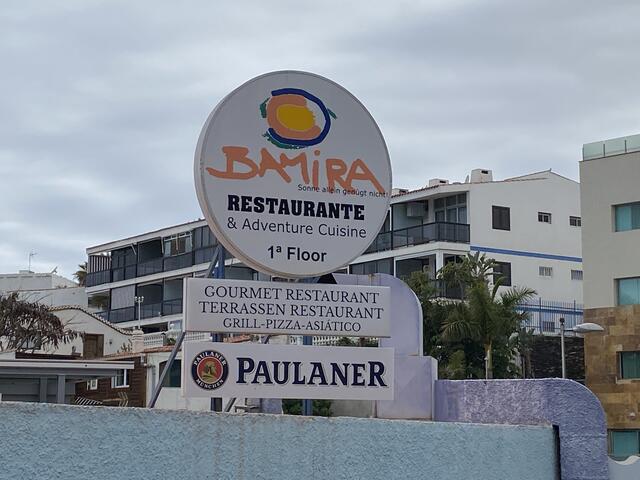 BAMIRA
Sonne allein genügt nicht!
RESTAURANTE
& Adventure Cuisine
1ª Floor
GOURMET RESTAURANT
TERRASSEN RESTAURANT
GRILL-PIZZA-ASIÁTICO
PAULANER
MÜNCHEN
PAULANER